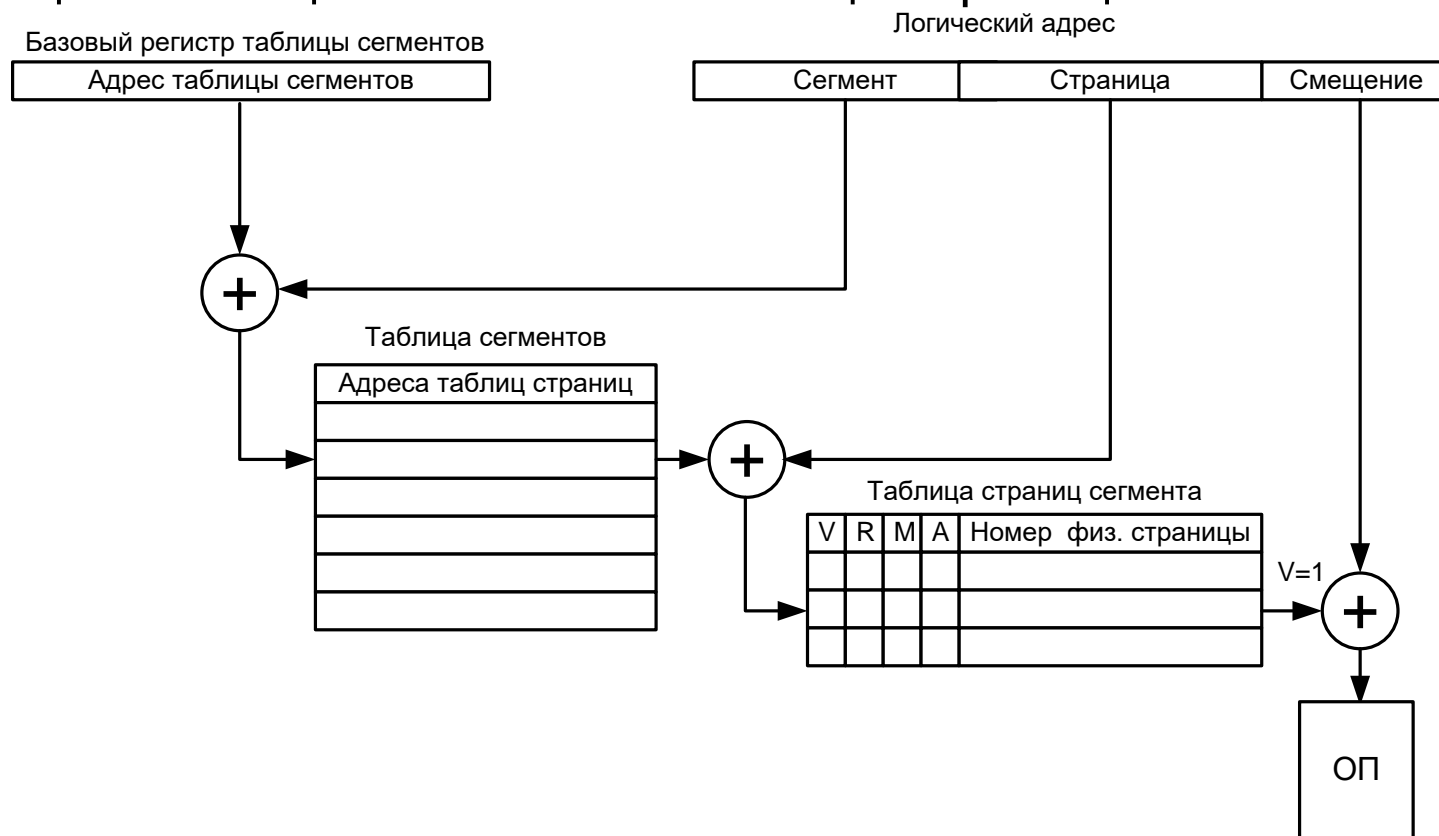 Логический адрес
Базовый регистр таблицы сегментов
Адрес таблицы сегментов
Сегмент
Страница
Смещение
+
Таблица сегментов
Адреса таблиц страниц
+
Таблица страниц сегмента
V R M A Номер физ. страницы
V=1
+
ОП